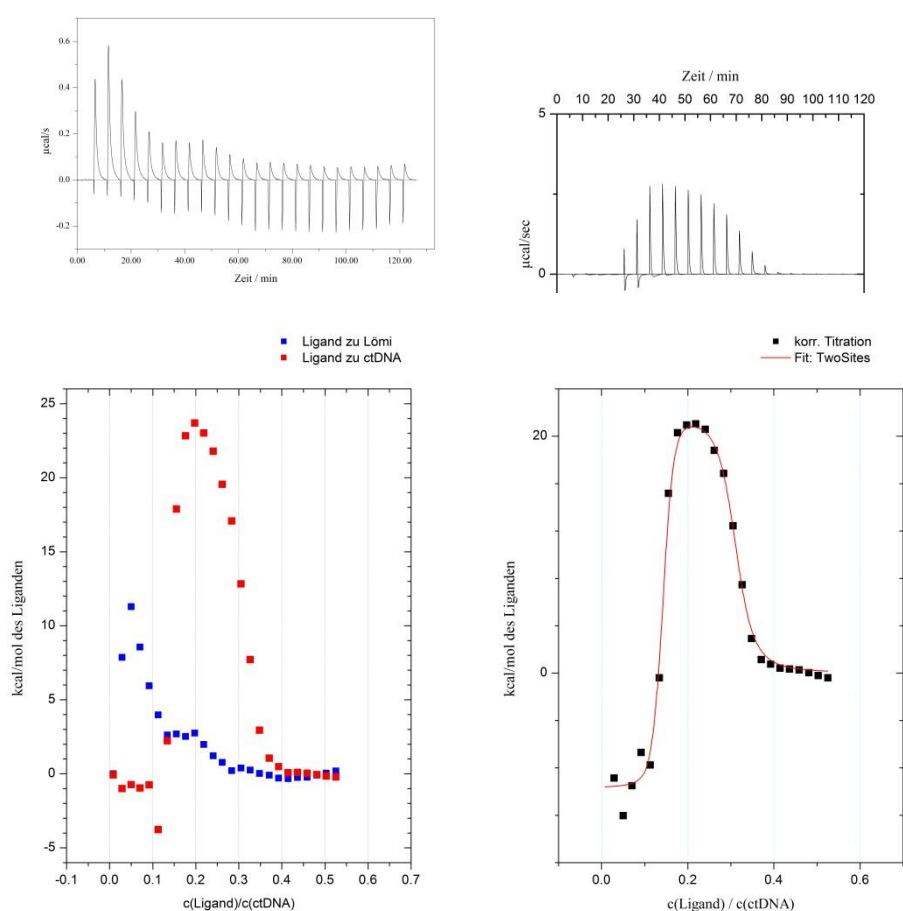 0.6
0.4
0.2
0.0
-0.2
µcal/s
0.00 20.00 40.00 60.00 80.00 100.00 120.00
Zeit / min
Zeit / min
0 10 20 30 40 50 60 70 80 90 100 110 120
5
0
µcal/sec
Ligand zu Lömi
Ligand zu ctDNA
25
20
15
10
5
0
-5
kcal/mol des Liganden
-0.1 0.0 0.1 0.2 0.3 0.4 0.5 0.6 0.7
c(Ligand)/c(ctDNA)
korr. Titration
Fit: TwoSites
20
0
kcal/mol des Liganden
0.0 0.2 0.4 0.6
c(Ligand) / c(ctDNA)